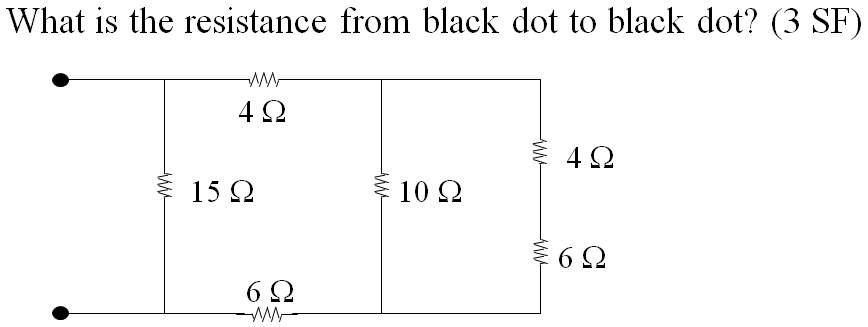 What is the resistance from black dot to black dot? (3 SF)
4 Ω
4 Ω
15 Ω
10 Ω
6 Ω
6 Ω